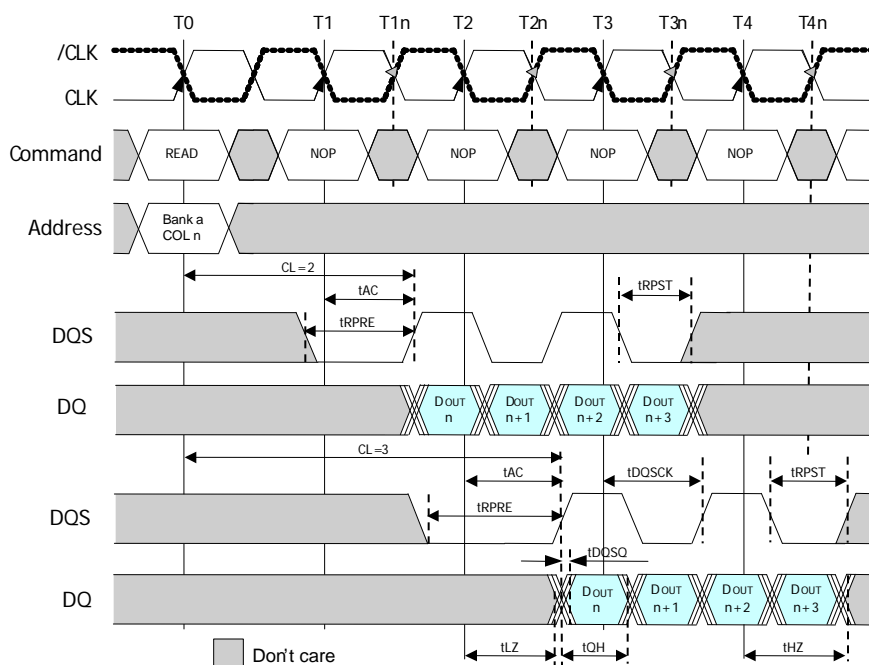 T0 T1 T1n T2 T2n T3 T3n T4 T4n
/CLK
CLK
Command READ NOP NOP NOP NOP
Address Bank a
COL n
CL = 2
tAC
tRPRE
tRPST
DQS
DQ DOUT n DOUT n+1 DOUT n+2 DOUT n+3
CL=3
tAC tDQSCK tRPST
tRPRE
DQS
tDQSQ
DQ DOUT n DOUT n+1 DOUT n+2 DOUT n+3
tLZ tQH tHZ
Don't care